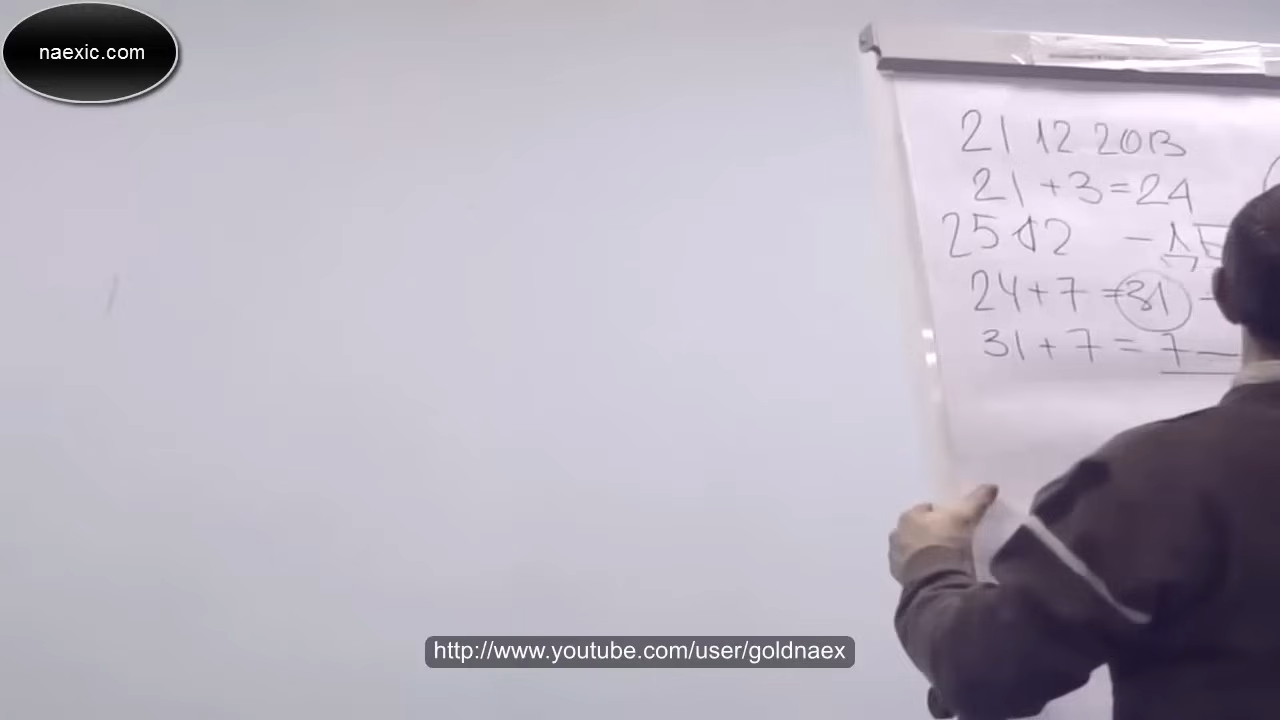 naexic.com
21 12 2013
21 + 3 = 24
25 12 -
24 + 7 = 31 -
31 + 7 = 7 -
http://www.youtube.com/user/goldnaex